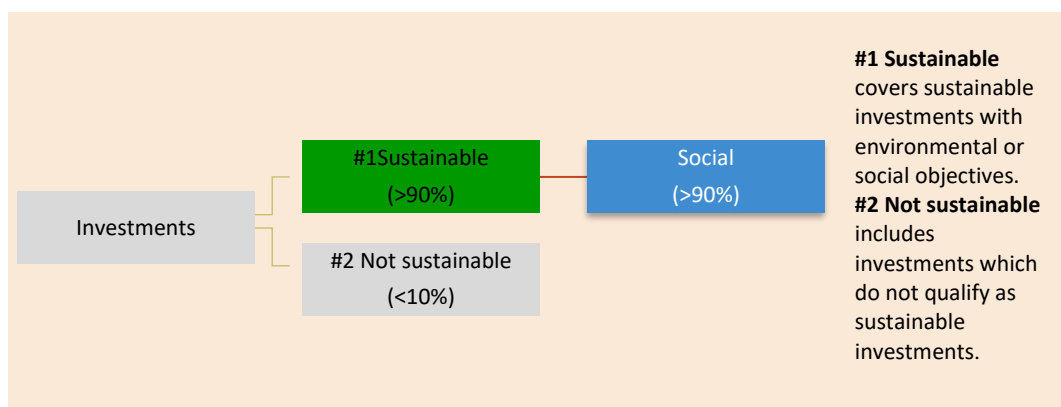 Investments
#1Sustainable
(>90%)
Social
(>90%)
#2 Not sustainable
(<10%)
#1 Sustainable
covers sustainable
investments with
environmental or
social objectives.
#2 Not sustainable
includes
investments which
do not qualify as
sustainable
investments.